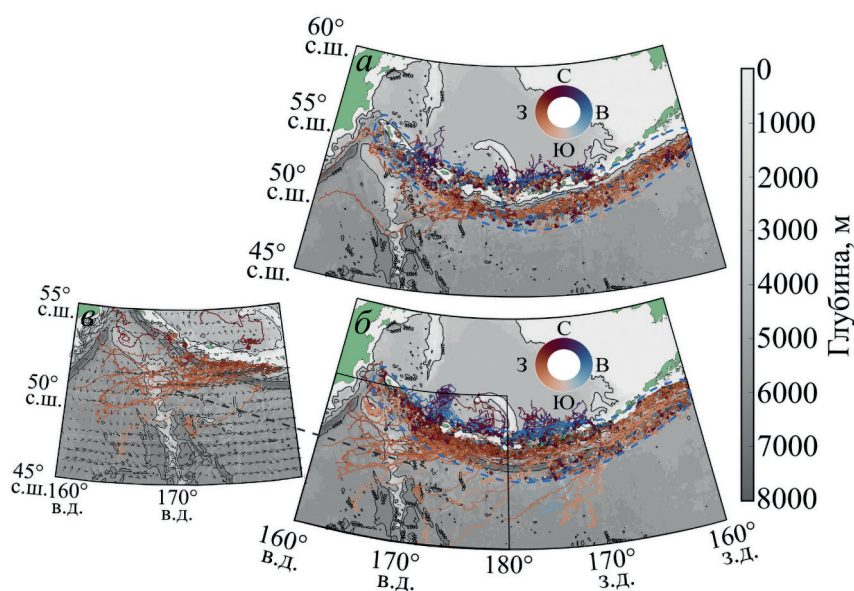 60°
с.ш.
а
С
З
В
Ю
55°
с.ш.
50°
с.ш.
45°
с.ш.
0
1000
2000
3000
4000
5000
6000
7000
8000
Глубина, м
55°
с.ш.
в
50°
с.ш.
45°
с.ш.
160°
в.д.
170°
в.д.
б
С
З
В
Ю
160°
в.д.
170°
в.д.
180°
170°
з.д.
160°
з.д.